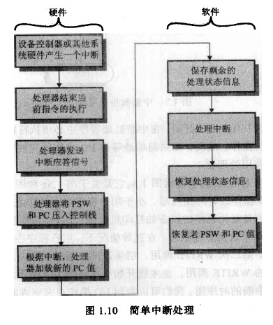 硬件
设备控制器或其他系
统硬件产生一个中断
处理器结束当
前指令的执行
处理器发送
中断应答信号
处理器将 PSW
和 PC 压入控制栈
根据中断，处理
器加载新的 PC 值
软件
保存剩余的
处理状态信息
处理中断
恢复处理状态信息
恢复老 PSW 和 PC 值
图 1.10 简单中断处理